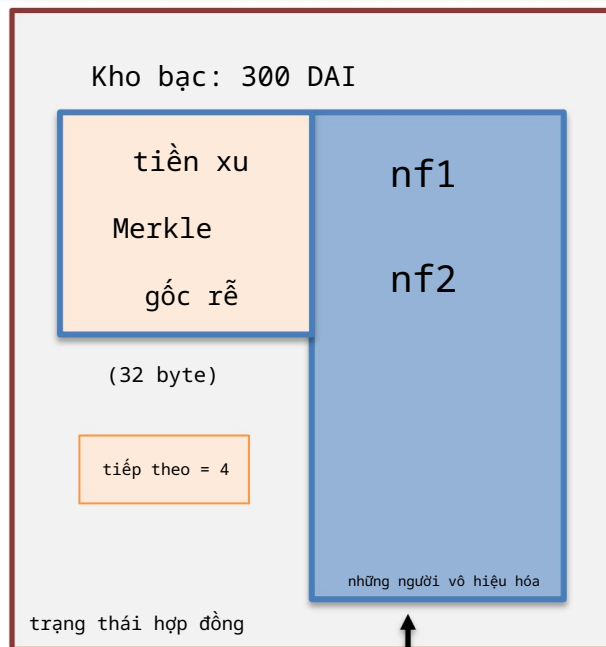 Kho bạc: 300 DAI
tiền xu
Merkle
gốc rễ
(32 byte)
tiếp theo = 4
nf1
nf2
những người vô hiệu hóa
trạng thái hợp đồng